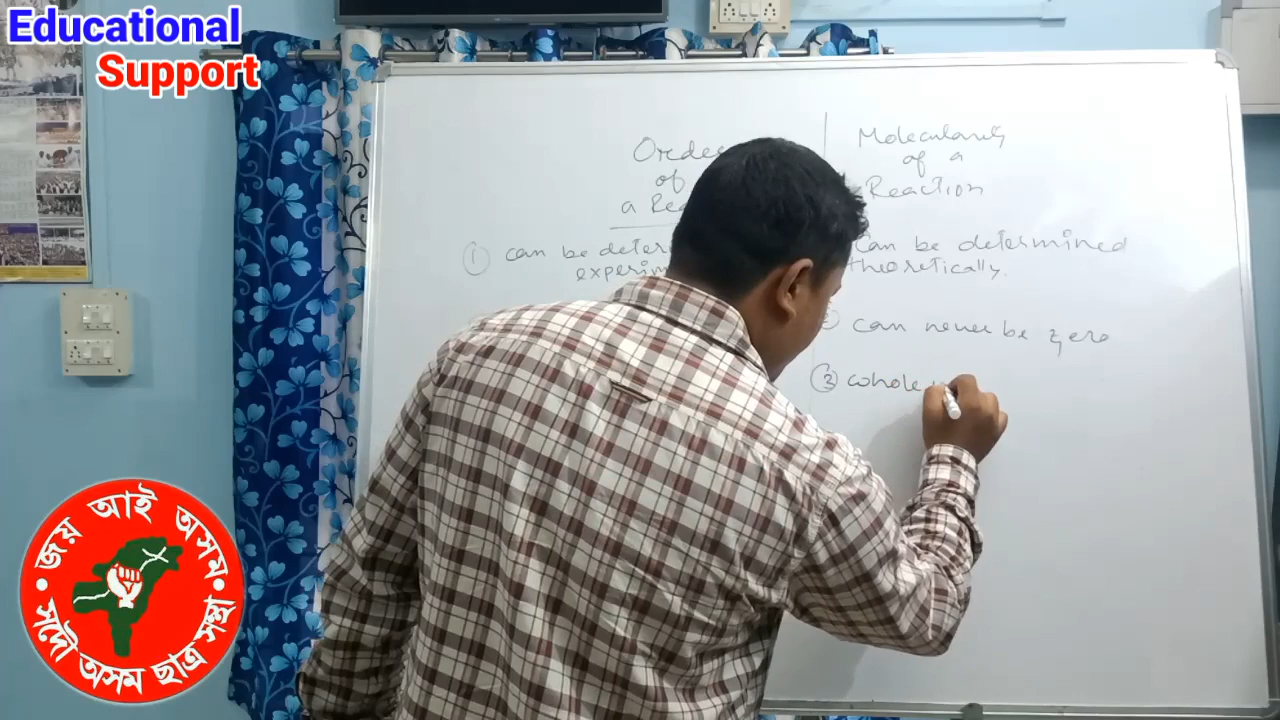 Educational
Support
Order
of
a Rea
① can be deter
experim
Molecularity
of a
Reaction
can be determined
theoretically.
② can never be zero
③ whole
জয় আই অসম
সদৌ অসম ছাত্ৰ সন্থা